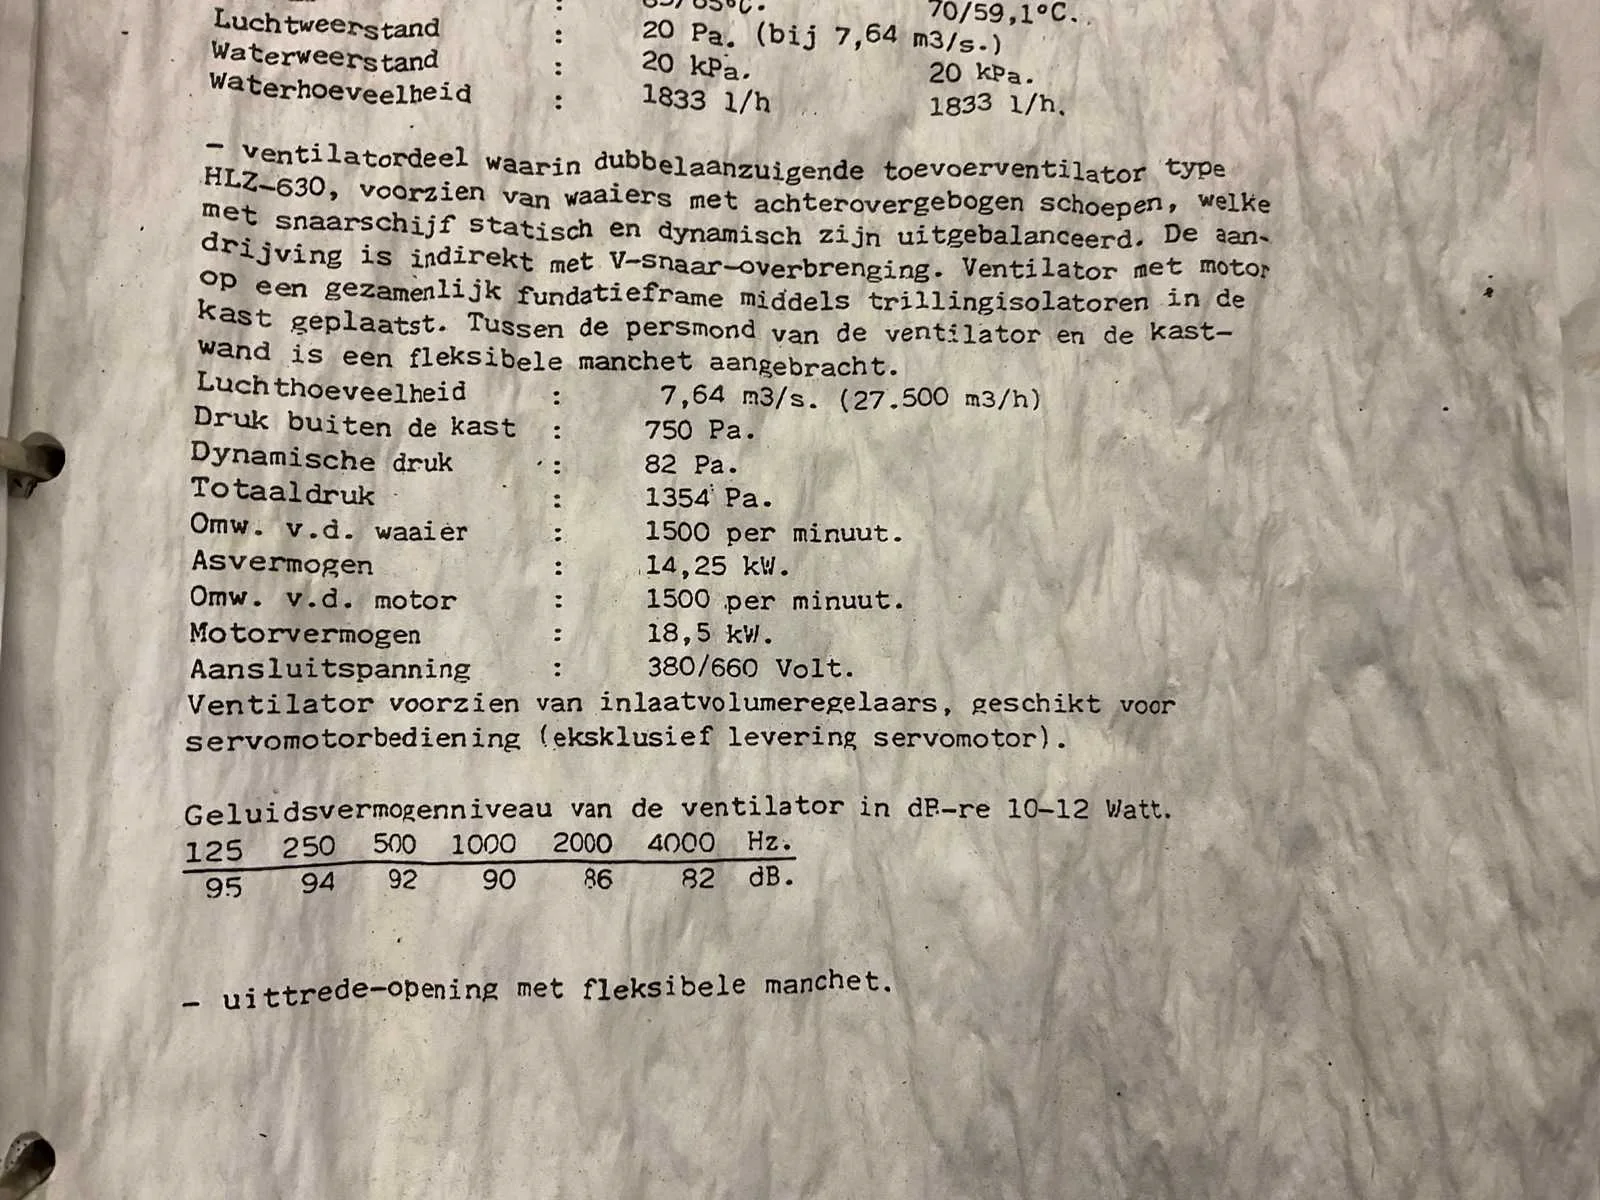 : 85/65°C. 70/59,1°C.
Luchtweerstand : 20 Pa. (bij 7,64 m3/s.)
Waterweerstand : 20 kPa. 20 kPa.
Waterhoeveelheid : 1833 l/h 1833 l/h.
- ventilatordeel waarin dubbelaanzuigende toevoerventilator type
HLZ-630, voorzien van waaiers met achterovergebogen schoepen, welke
met snaarschijf statisch en dynamisch zijn uitgebalanceerd. De aan-
drijving is indirekt met V-snaar-overbrenging. Ventilator met motor
op een gezamenlijk fundatieframe middels trillingisolatoren in de
kast geplaatst. Tussen de persmond van de ventilator en de kast-
wand is een fleksibele manchet aangebracht.
Luchthoeveelheid : 7,64 m3/s. (27.500 m3/h)
Druk buiten de kast : 750 Pa.
Dynamische druk : 82 Pa.
Totaaldruk : 1354 Pa.
Omw. v.d. waaier : 1500 per minuut.
Asvermogen : 14,25 kW.
Omw. v.d. motor : 1500 per minuut.
Motorvermogen : 18,5 kW.
Aansluitspanning : 380/660 Volt.
Ventilator voorzien van inlaatvolumeregelaars, geschikt voor
servomotorbediening (eksklusief levering servomotor).
Geluidsvermogenniveau van de ventilator in dB-re 10-12 Watt.
125 250 500 1000 2000 4000 Hz.
95 94 92 90 86 82 dB.
- uittrede-opening met fleksibele manchet.